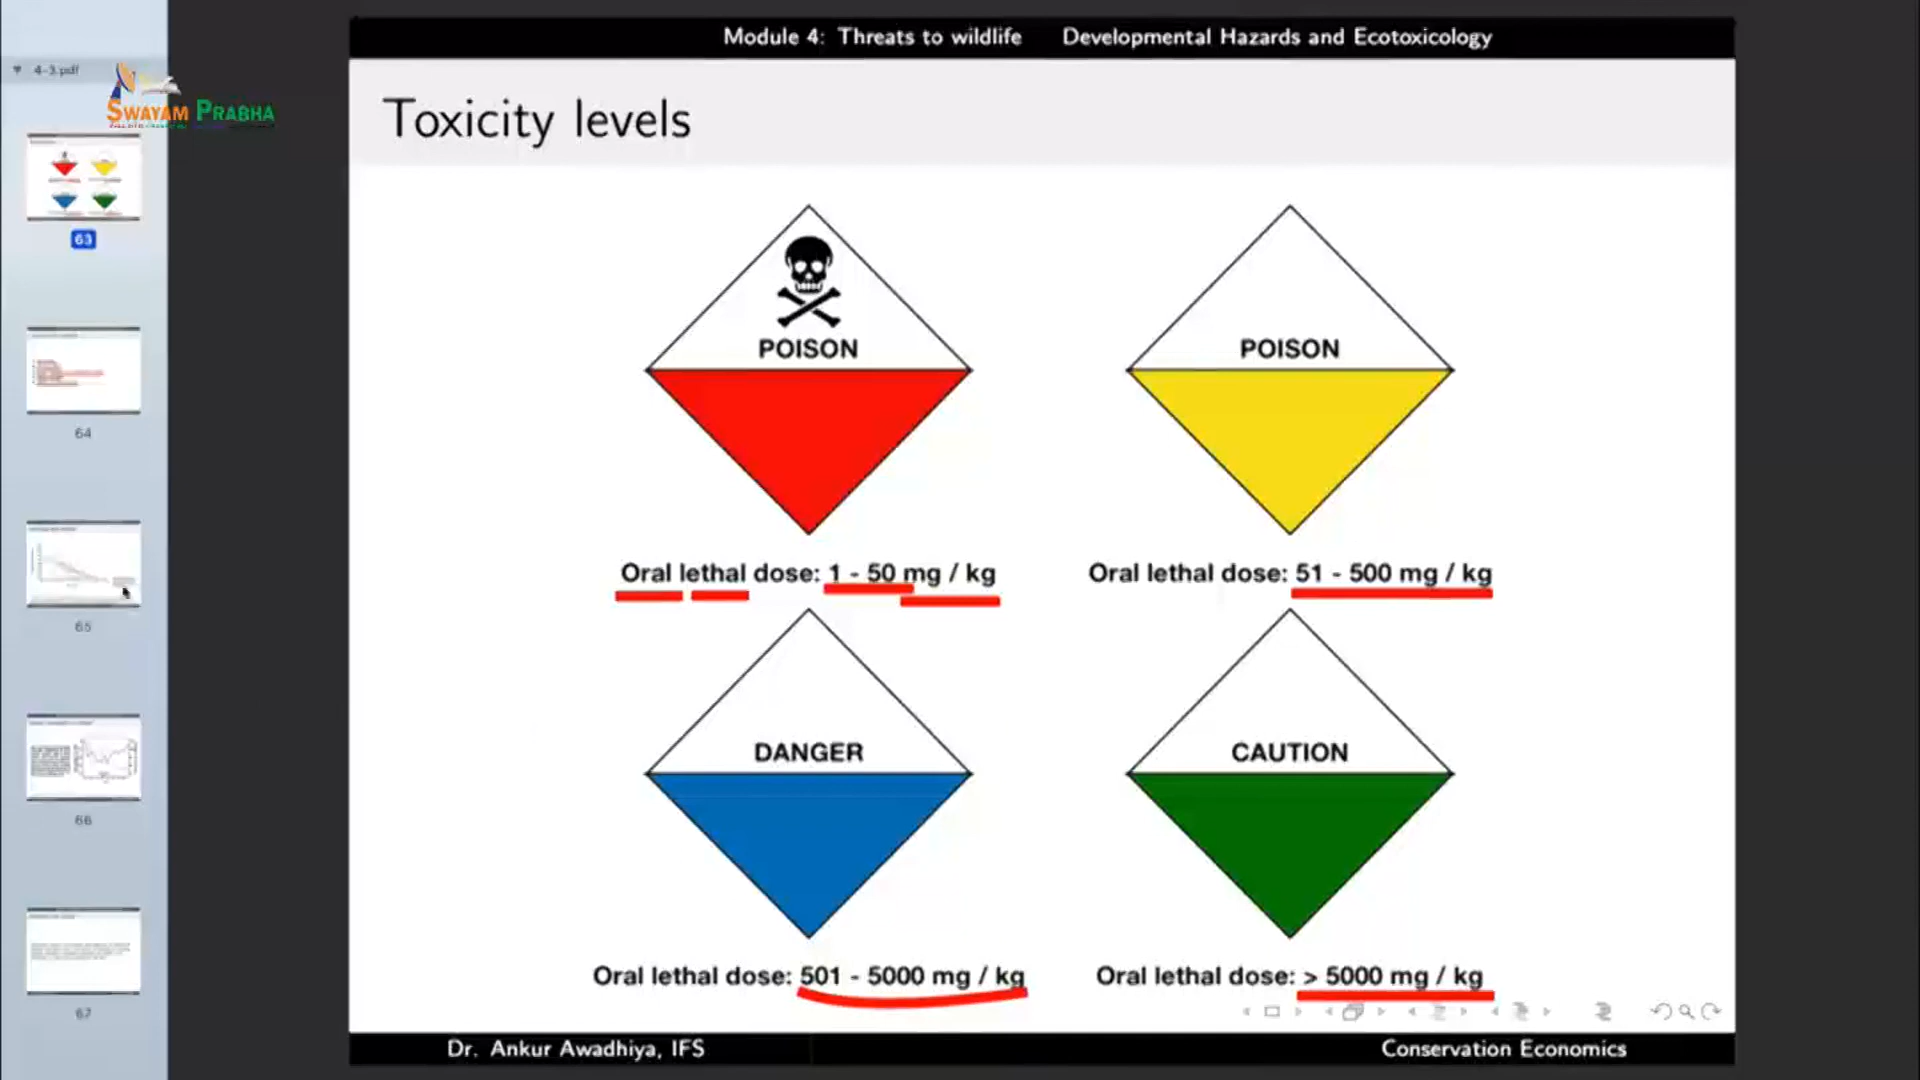 Module 4: Threats to wildlife Developmental Hazards and Ecotoxicology
4-3.pdf
SWAYAM PRABHA
Toxicity levels
63
64
65
66
67
POISON
POISON
Oral lethal dose: 1 - 50 mg / kg
Oral lethal dose: 51 - 500 mg / kg
DANGER
CAUTION
Oral lethal dose: 501 - 5000 mg / kg
Oral lethal dose: > 5000 mg / kg
Dr. Ankur Awadhiya, IFS
Conservation Economics